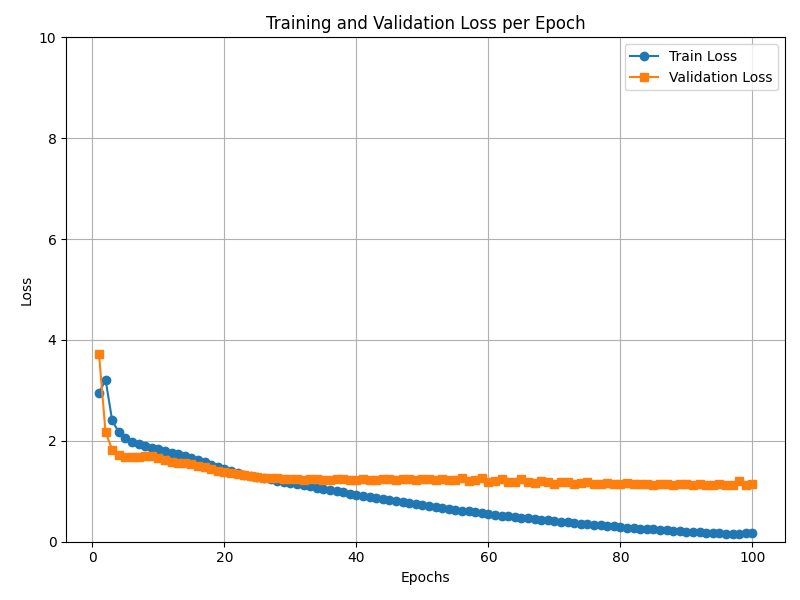 Training and Validation Loss per Epoch
Train Loss
Validation Loss
10
8
6
4
2
0
Loss
0 20 40 60 80 100
Epochs